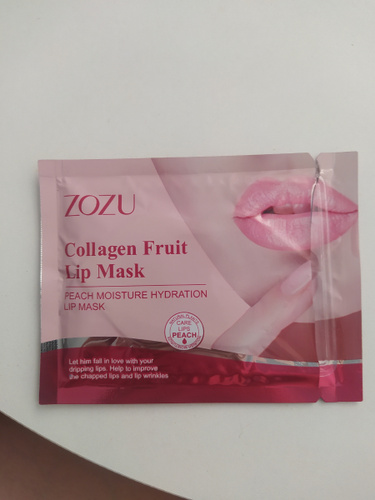 ZOZU
Collagen Fruit
Lip Mask
PEACH MOISTURE HYDRATION
LIP MASK
CARE
LIPS
PEACH
Let him fall in love with your
dripping lips. Help to improve
the chapped lips and lip wrinkles